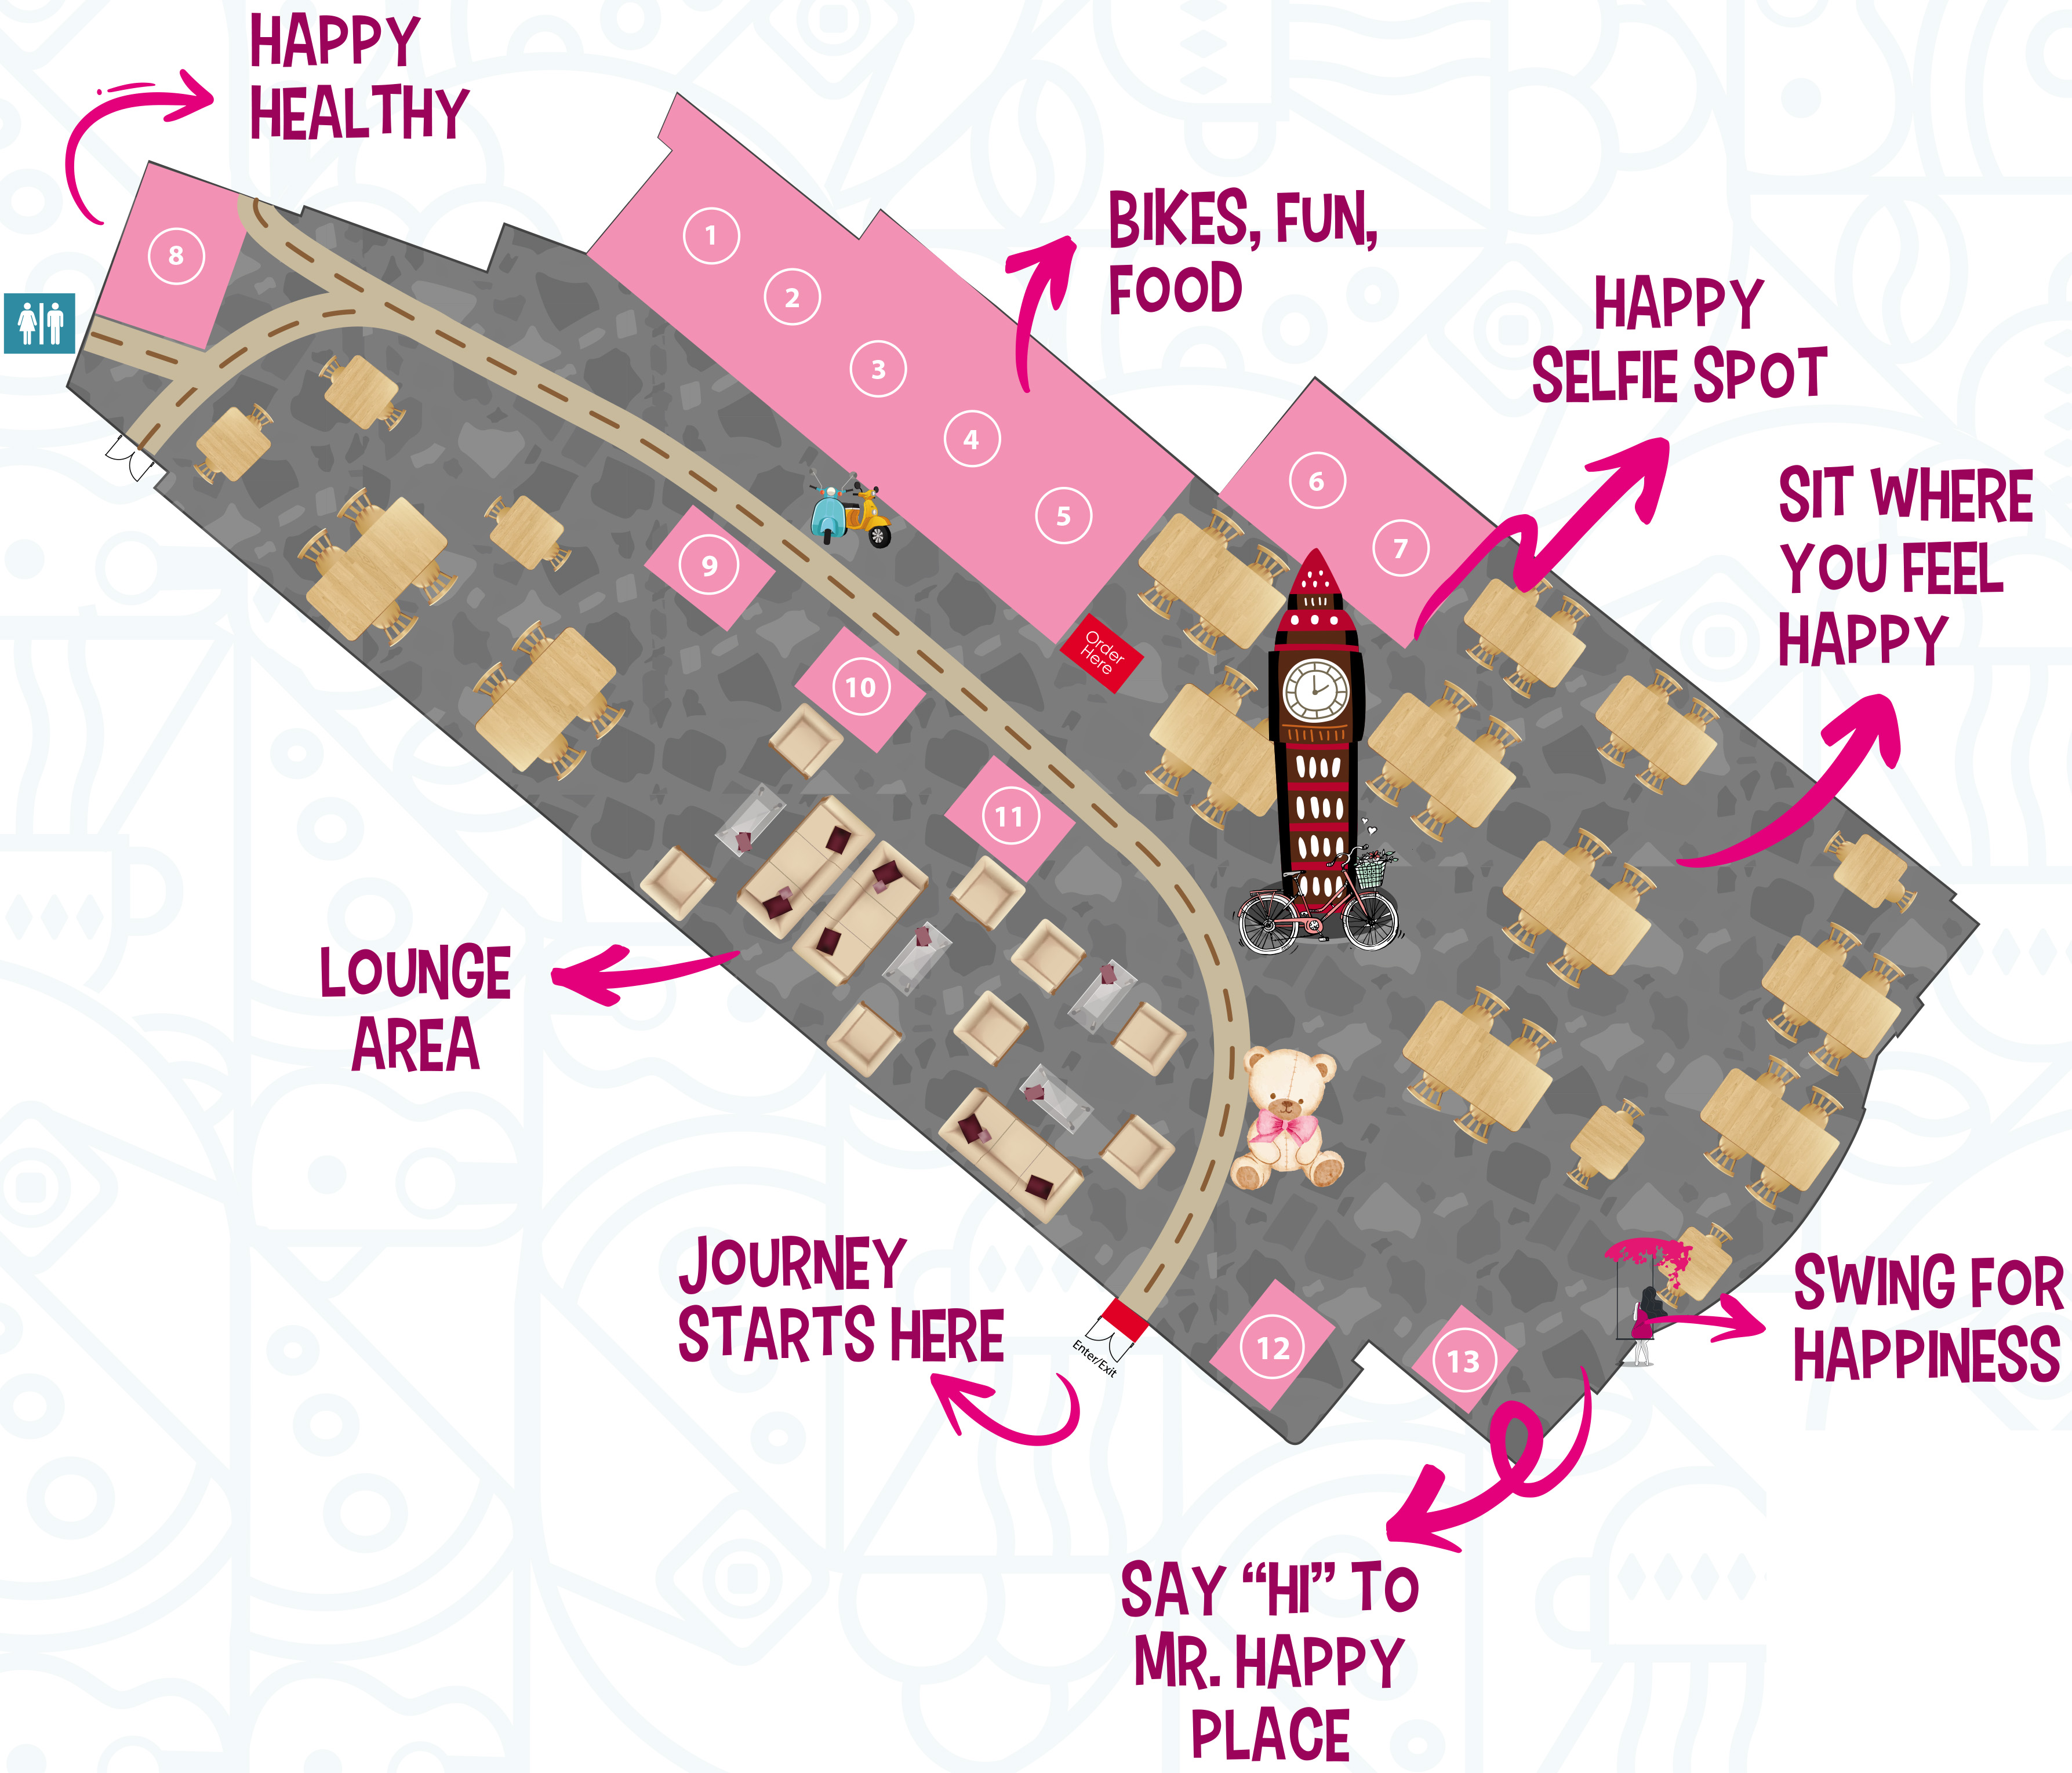 HAPPY
HEALTHY
BIKES, FUN,
FOOD
HAPPY
SELFIE SPOT
SIT WHERE
YOU FEEL
HAPPY
8
1
2
3
4
5
6
7
9
10
11
Order
Here
LOUNGE
AREA
JOURNEY
STARTS HERE
Enter/Exit
12
13
SWING FOR
HAPPINESS
SAY “HI” TO
MR. HAPPY
PLACE